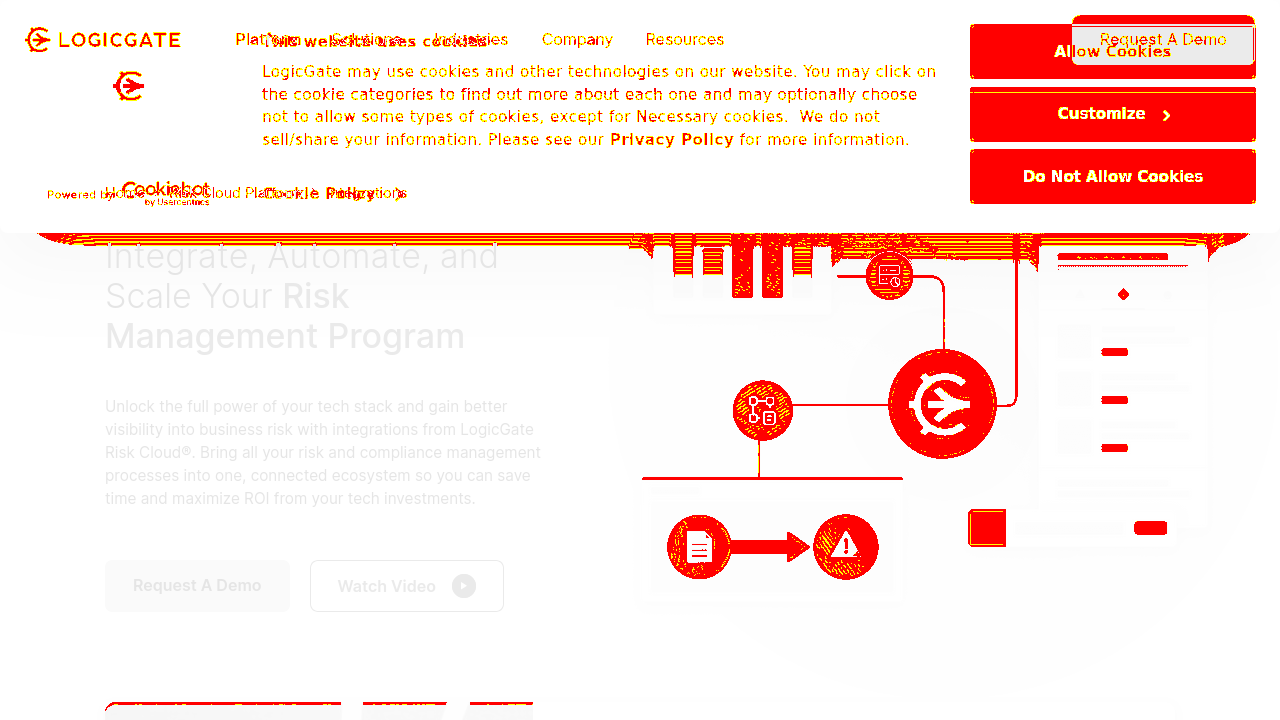 LOGICGATE
Platform Solutions Industries Company Resources
Request A Demo
This website uses cookies
LogicGate may use cookies and other technologies on our website. You may click on
the cookie categories to find out more about each one and may optionally choose
not to allow some types of cookies, except for Necessary cookies. We do not
sell/share your information. Please see our Privacy Policy for more information.
Cookie Policy
Allow Cookies
Customize
Do Not Allow Cookies
Powered by
Cookiebot
by Usercentrics
Home Risk Cloud Platform Integrations
Integrate, Automate, and
Scale Your Risk
Management Program
Unlock the full power of your tech stack and gain better
visibility into business risk with integrations from LogicGate
Risk Cloud®. Bring all your risk and compliance management
processes into one, connected ecosystem so you can save
time and maximize ROI from your tech investments.
Request A Demo
Watch Video